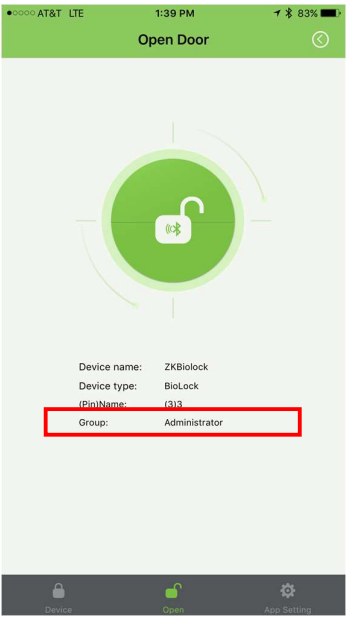 AT&T LTE 1:39 PM 83%
Open Door
Device name: ZKBiolock
Device type: BioLock
(Pin)Name: (3)3
Group: Administrator
Device Open App Setting